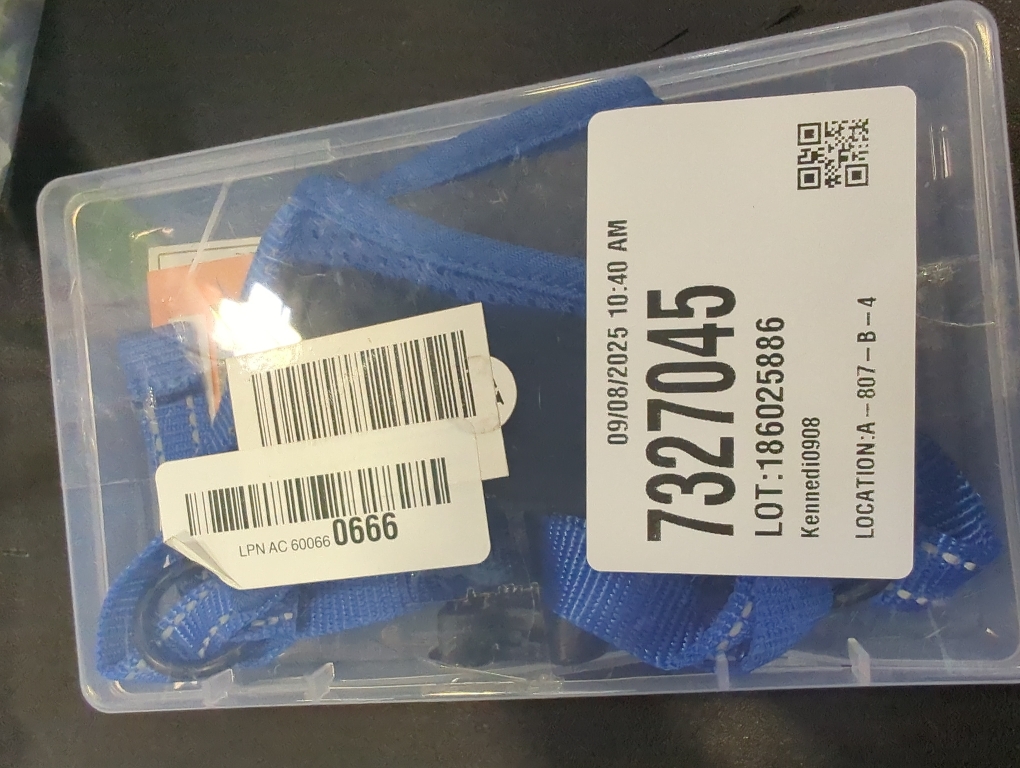 09/08/2025 10:40 AM
7327045
LOT:186025886
Kennedi0908
LOCATION:A-807-B-4
LPN AC 60066 0666